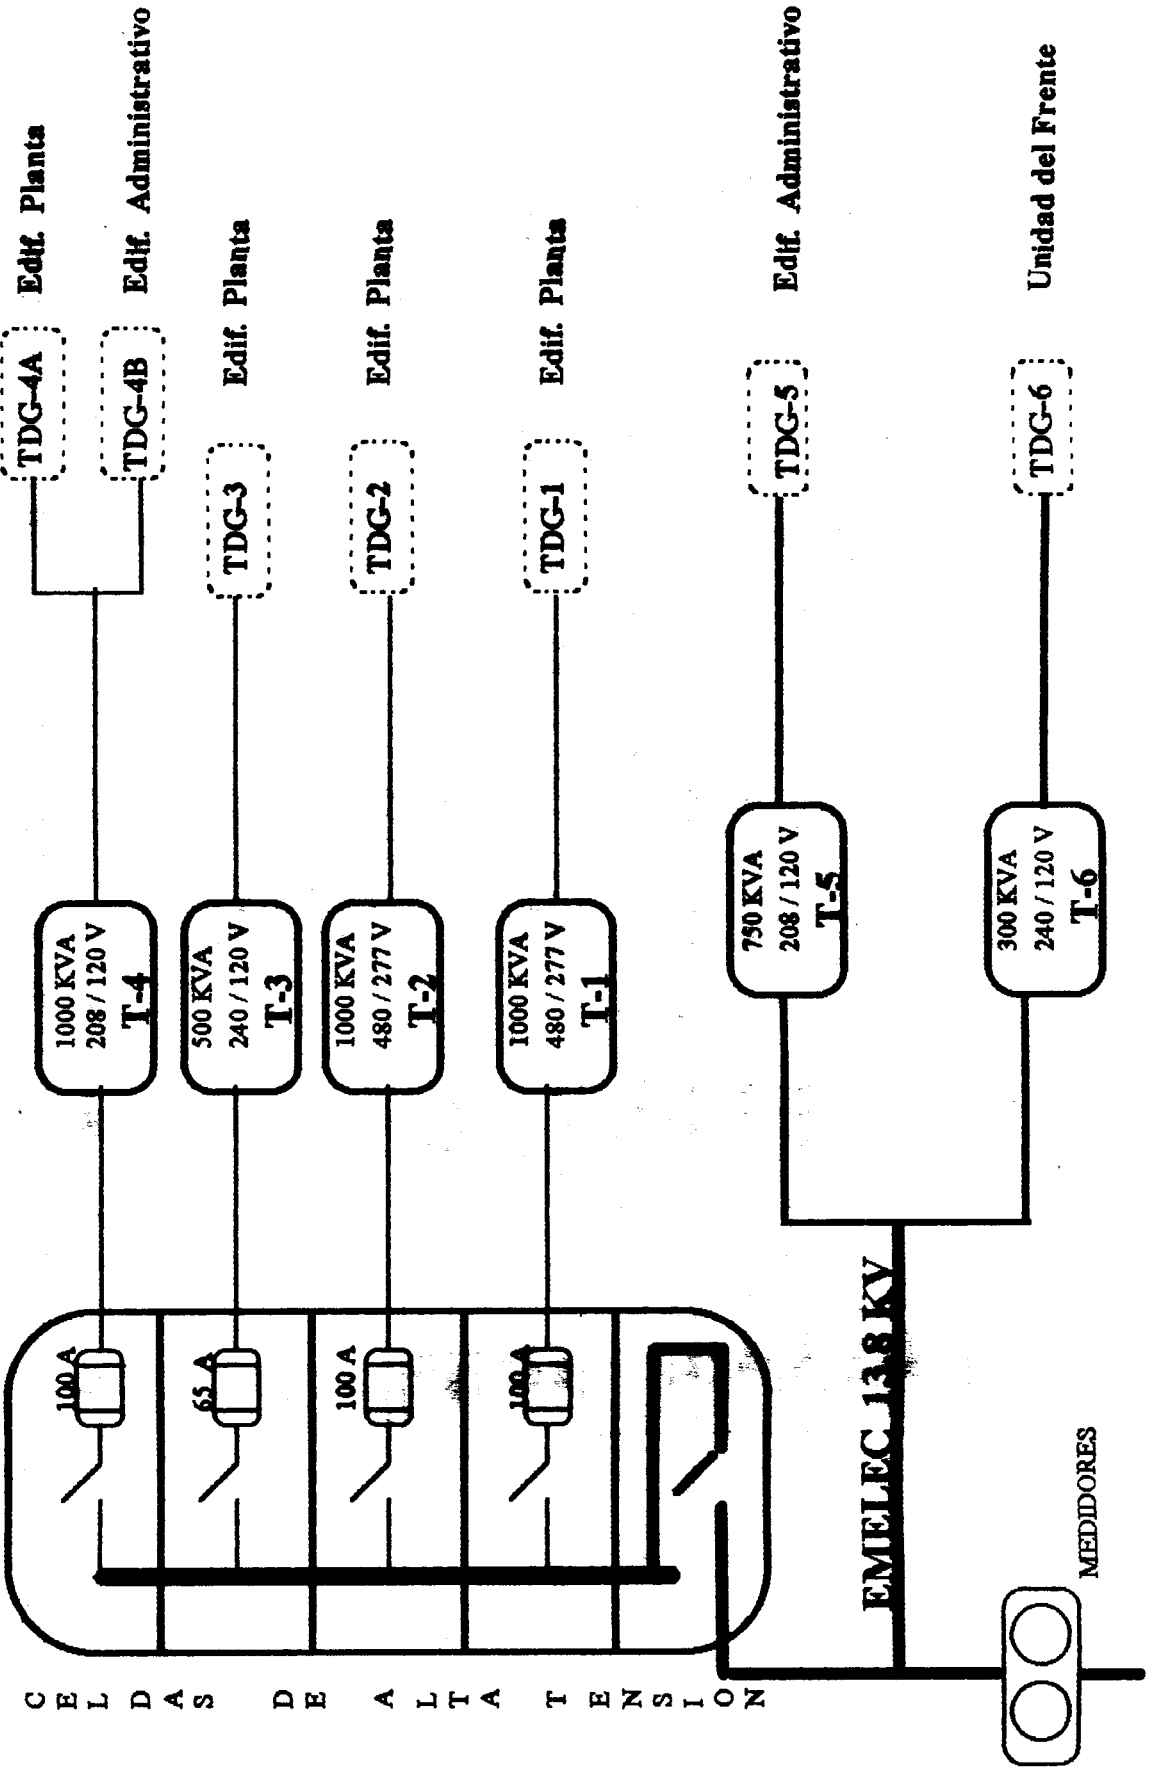 CELDAS DE ALTA TENSION
100 A
1000 KVA
208 / 120 V
T-4
TDG-4A
Edif. Planta
TDG-4B
Edif. Administrativo
65 A
500 KVA
240 / 120 V
T-3
TDG-3
Edif. Planta
100 A
1000 KVA
480 / 277 V
T-2
TDG-2
Edif. Planta
100 A
1000 KVA
480 / 277 V
T-1
TDG-1
Edif. Planta
750 KVA
208 / 120 V
T-5
TDG-5
Edif. Administrativo
EMELEC 13.8 KV
300 KVA
240 / 120 V
T-6
TDG-6
Unidad del Frente
MEDIDORES